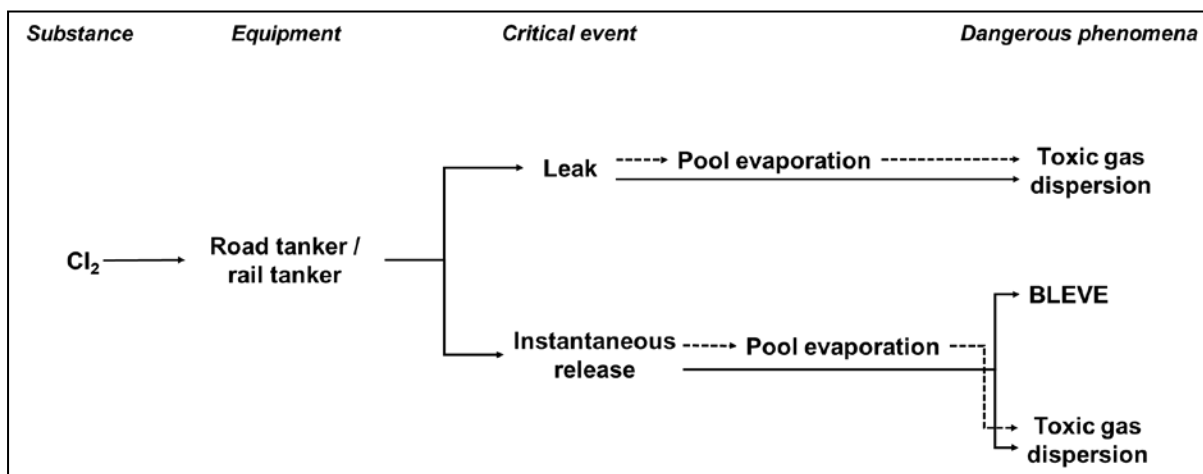 Substance Equipment Critical event Dangerous phenomena
Leak Pool evaporation Toxic gas
dispersion
Cl₂ Road tanker /
rail tanker
BLEVE
Instantaneous
release Pool evaporation
Toxic gas
dispersion